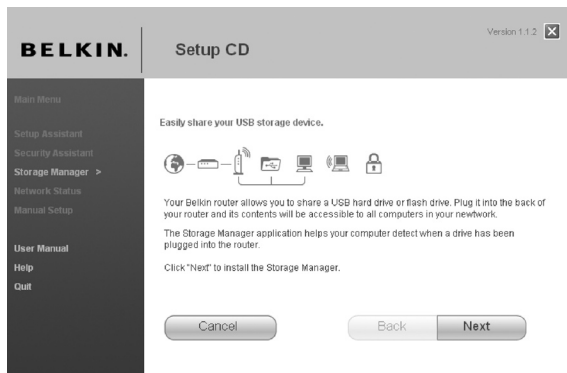 Version 1.1.2
BELKIN.
Setup CD
Main Menu
Setup Assistant
Security Assistant
Storage Manager >
Network Status
Manual Setup
User Manual
Help
Quit
Easily share your USB storage device.
Your Belkin router allows you to share a USB hard drive or flash drive. Plug it into the back of
your router and its contents will be accessible to all computers in your newtwork.
The Storage Manager application helps your computer detect when a drive has been
plugged into the router.
Click "Next" to install the Storage Manager.
Cancel
Back
Next